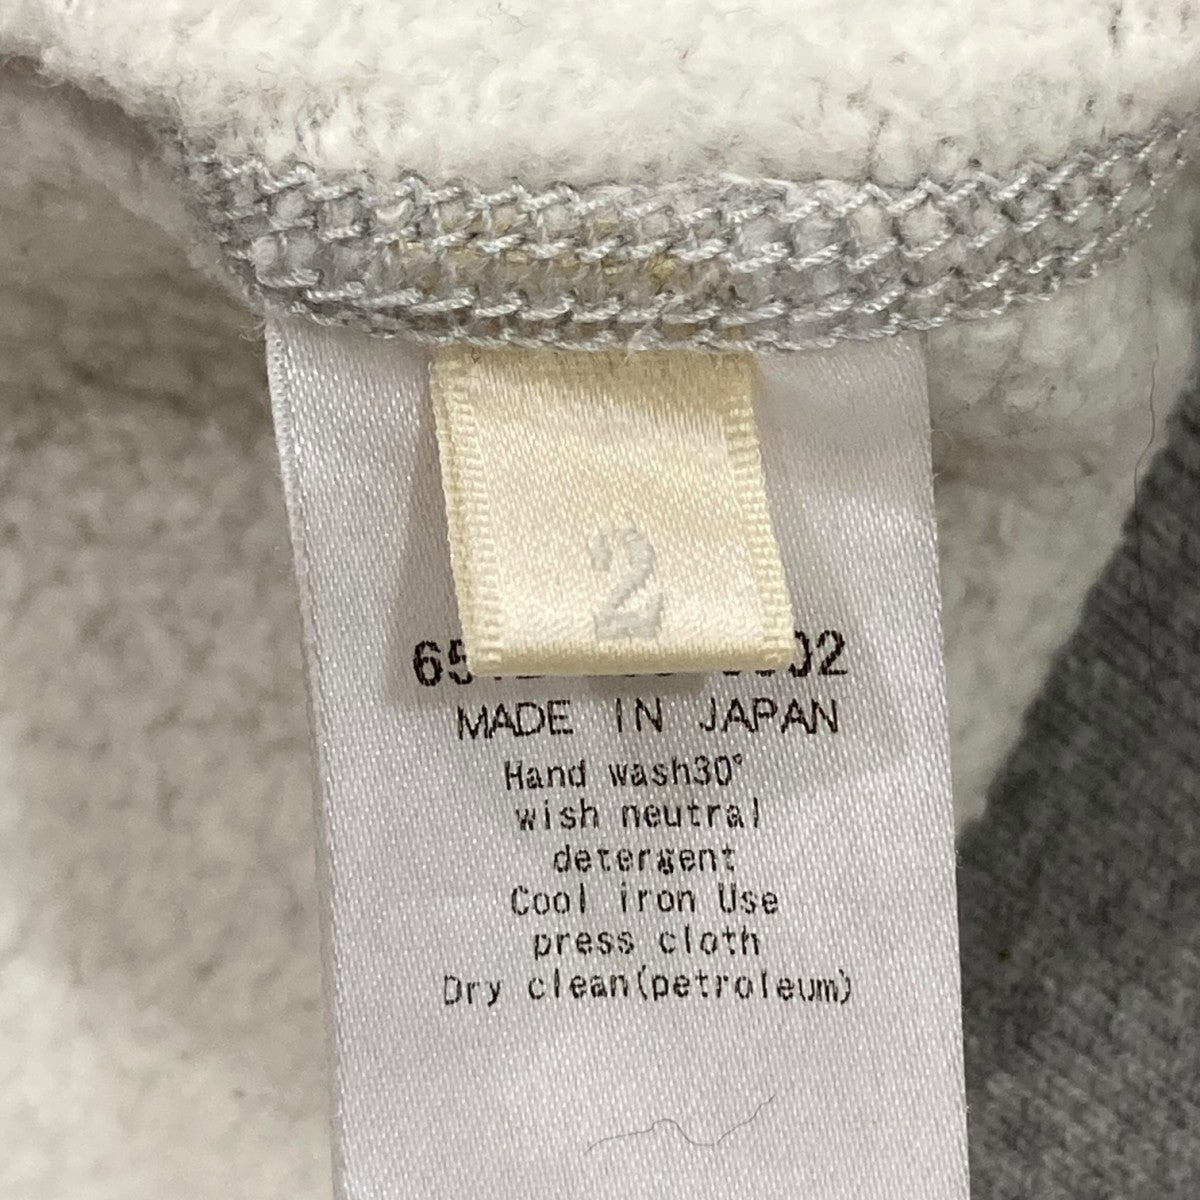 2
MADE IN JAPAN
Hand wash30°
wish neutral
detergent
Cool iron Use
press cloth
Dry clean(petroleum)